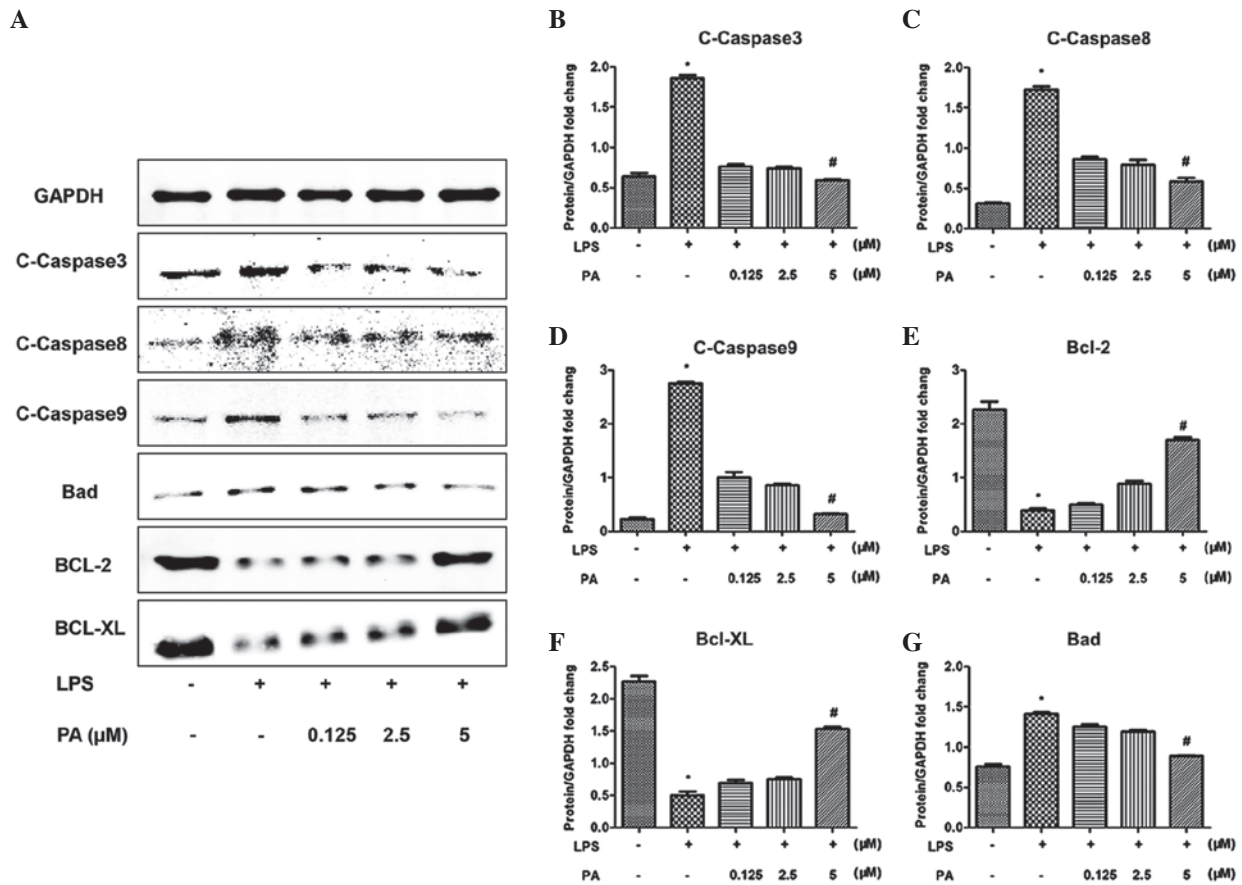 A
GAPDH
C-Caspase3
C-Caspase8
C-Caspase9
Bad
BCL-2
BCL-XL
LPS - + + + +
PA (µM) - - 0.125 2.5 5
B
C-Caspase3
Protein/GAPDH fold chang
2.0
1.5
1.0
0.5
0.0
*
#
LPS - + + + + (µM)
PA - - 0.125 2.5 5 (µM)
C
C-Caspase8
Protein/GAPDH fold chang
2.0
1.5
1.0
0.5
0.0
*
#
LPS - + + + + (µM)
PA - - 0.125 2.5 5 (µM)
D
C-Caspase9
Protein/GAPDH fold chang
3
2
1
0
*
#
LPS - + + + + (µM)
PA - - 0.125 2.5 5 (µM)
E
Bcl-2
Protein/GAPDH fold chang
3
2
1
0
*
#
LPS - + + + + (µM)
PA - - 0.125 2.5 5 (µM)
F
Bcl-XL
Protein/GAPDH fold chang
2.5
2.0
1.5
1.0
0.5
0.0
*
#
LPS - + + + + (µM)
PA - - 0.125 2.5 5 (µM)
G
Bad
Protein/GAPDH fold chang
2.0
1.5
1.0
0.5
0.0
*
#
LPS - + + + + (µM)
PA - - 0.125 2.5 5 (µM)